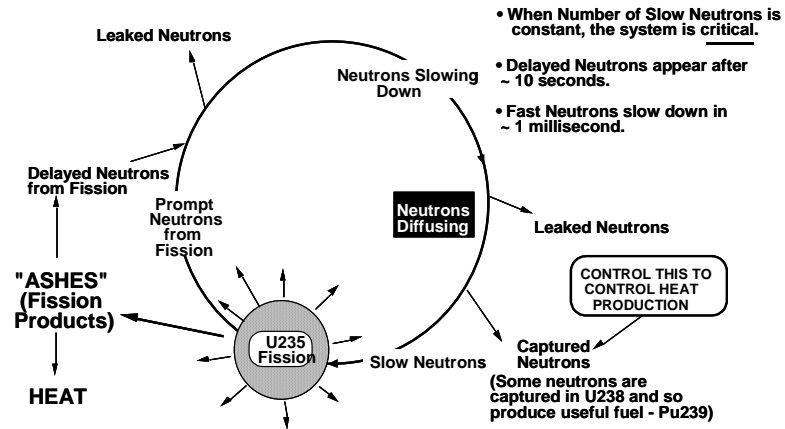 • When Number of Slow Neutrons is
constant, the system is critical.
• Delayed Neutrons appear after
~ 10 seconds.
• Fast Neutrons slow down in
~ 1 millisecond.
Leaked Neutrons
Neutrons Slowing
Down
Delayed Neutrons
from Fission
Prompt
Neutrons
from
Fission
Neutrons
Diffusing
Leaked Neutrons
"ASHES"
(Fission
Products)
HEAT
U235
Fission
Slow Neutrons
CONTROL THIS TO
CONTROL HEAT
PRODUCTION
Captured
Neutrons
(Some neutrons are
captured in U238 and so
produce useful fuel - Pu239)